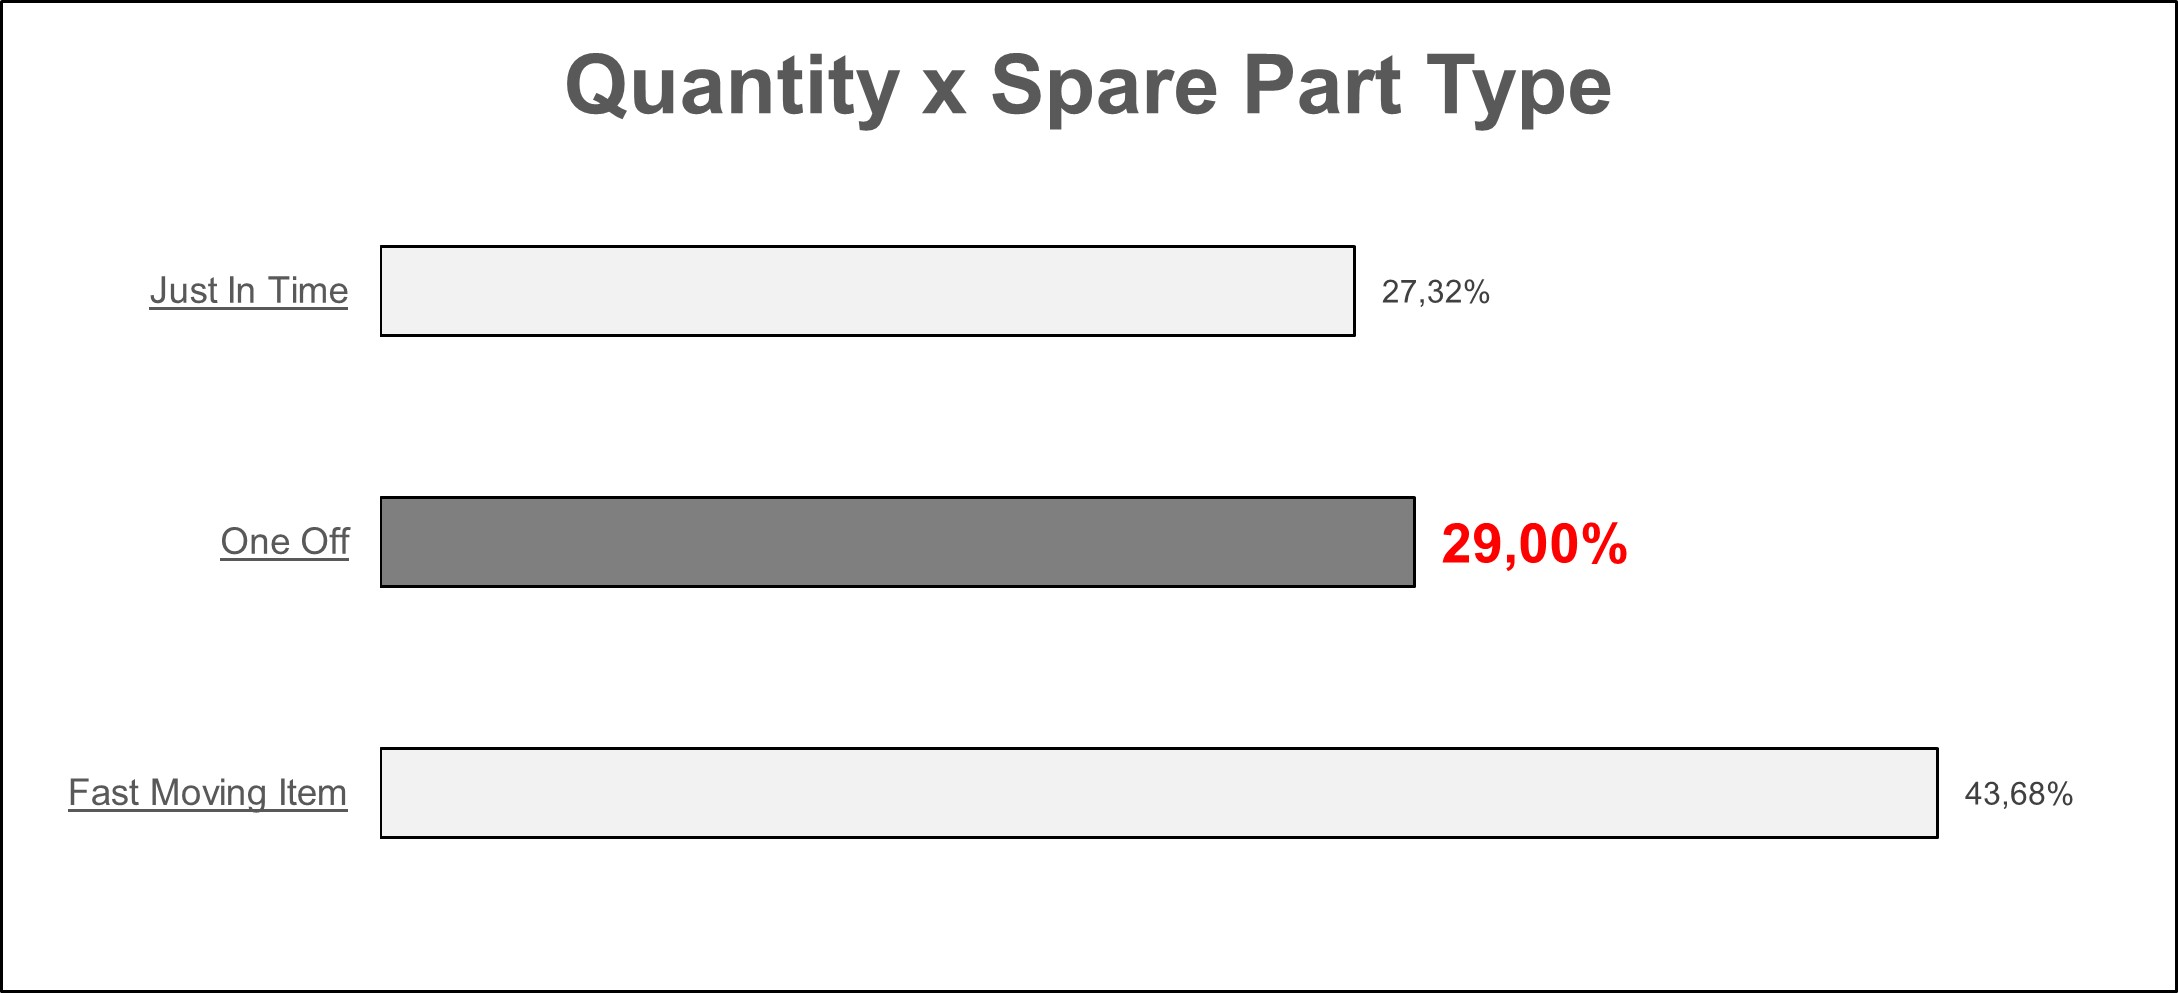 Quantity x Spare Part Type
Just In Time 27,32%
One Off 29,00%
Fast Moving Item 43,68%